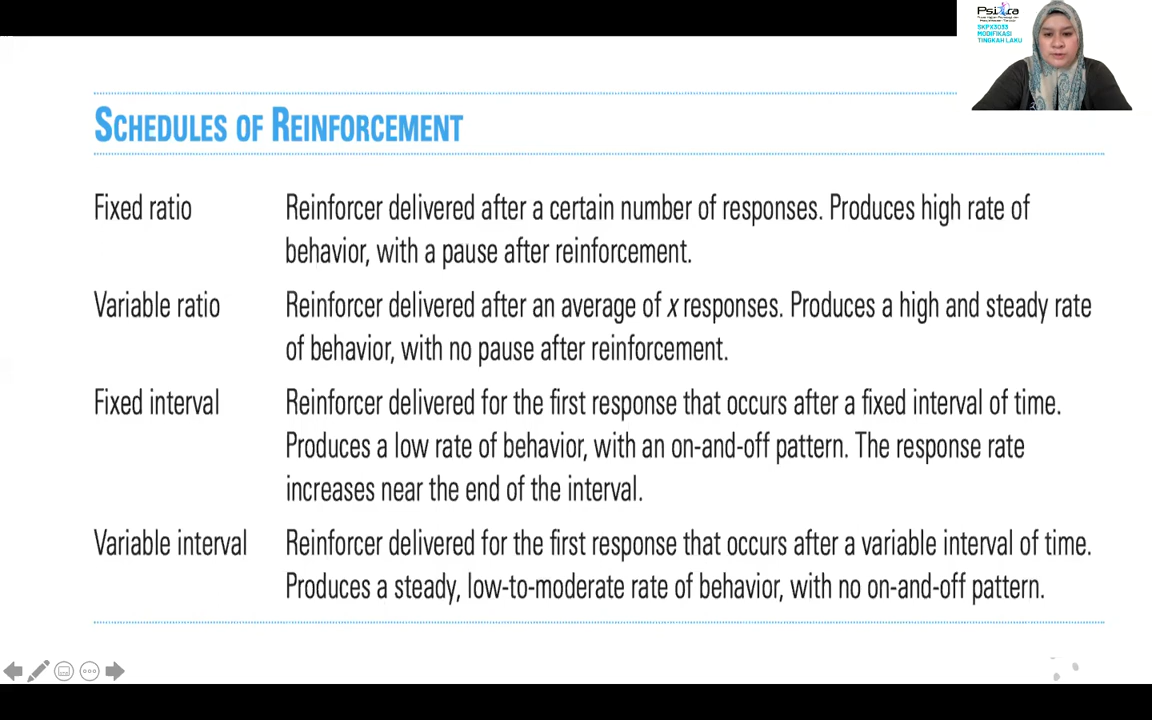 Psitra
SKPX3033
MODIFIKASI
TINGKAH LAKU
SCHEDULES OF REINFORCEMENT
Fixed ratio
Reinforcer delivered after a certain number of responses. Produces high rate of
behavior, with a pause after reinforcement.
Variable ratio
Reinforcer delivered after an average of x responses. Produces a high and steady rate
of behavior, with no pause after reinforcement.
Fixed interval
Reinforcer delivered for the first response that occurs after a fixed interval of time.
Produces a low rate of behavior, with an on-and-off pattern. The response rate
increases near the end of the interval.
Variable interval
Reinforcer delivered for the first response that occurs after a variable interval of time.
Produces a steady, low-to-moderate rate of behavior, with no on-and-off pattern.